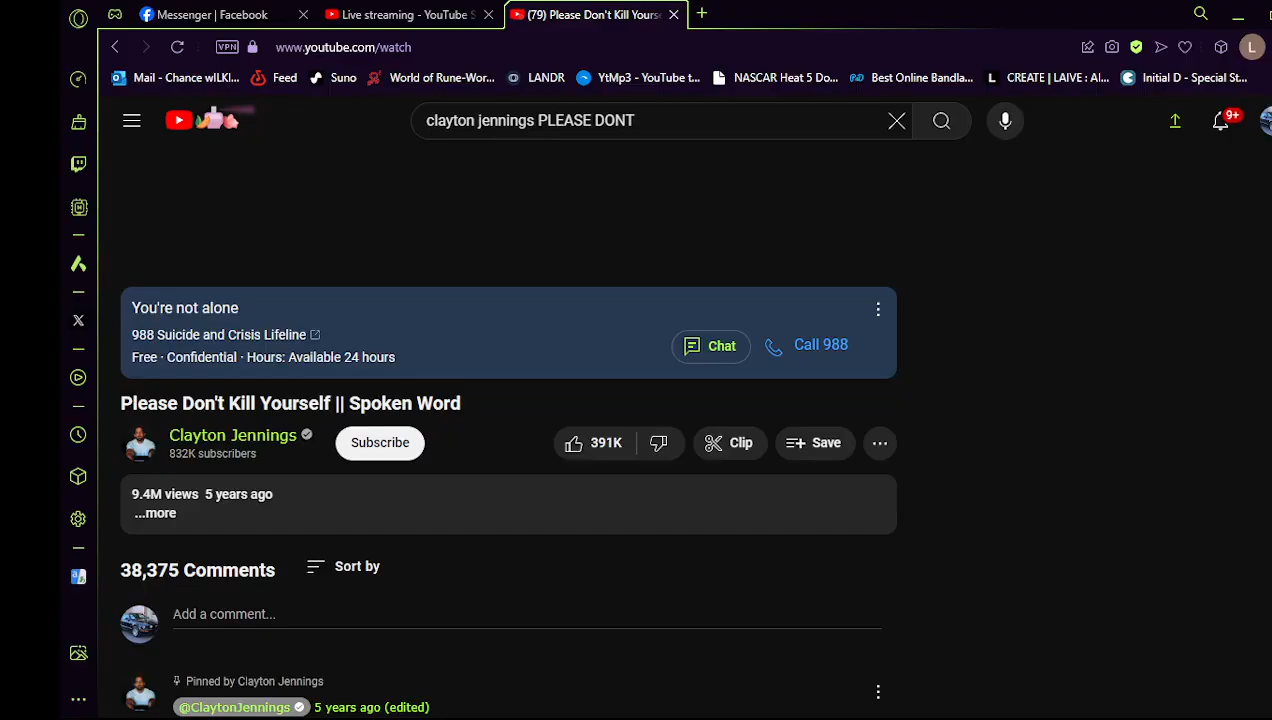 Messenger | Facebook
Live streaming - YouTube S
(79) Please Don't Kill Yourse
VPN
www.youtube.com/watch
L
Mail - Chance wILKI...
Feed
Suno
World of Rune-Wor...
LANDR
YtMp3 - YouTube t...
NASCAR Heat 5 Do...
Best Online Bandla...
L
CREATE | LAIVE : AI...
Initial D - Special St...
clayton jennings PLEASE DONT
9+
You're not alone
988 Suicide and Crisis Lifeline
Free · Confidential · Hours: Available 24 hours
Chat
Call 988
Please Don't Kill Yourself || Spoken Word
Clayton Jennings
832K subscribers
Subscribe
391K
Clip
Save
9.4M views 5 years ago
...more
38,375 Comments
Sort by
Add a comment...
Pinned by Clayton Jennings
@ClaytonJennings 5 years ago (edited)